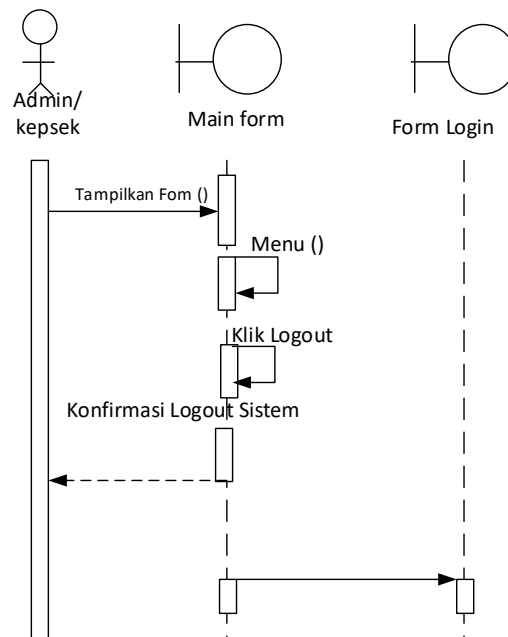 Admin/
kepsek
Main form
Form Login
Tampilkan Fom ()
Menu ()
Klik Logout
Konfirmasi Logout Sistem